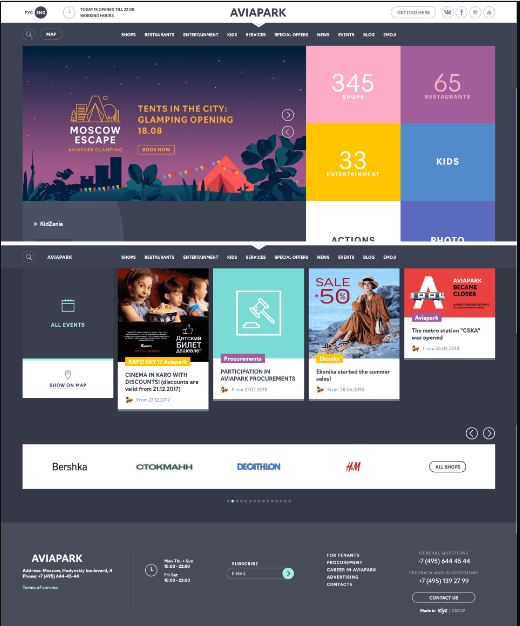 РУС ENG
TODAY IS OPENED TILL 22:00
WORKING HOURS
AVIAPARK
GETTING HERE
MAP
SHOPS RESTAURANTS ENTERTAINMENT KIDS SERVICES SPECIAL OFFERS NEWS EVENTS BLOG EMOJI
MOSCOW
ESCAPE
AVIAPARK GLAMPING
TENTS IN THE CITY:
GLAMPING OPENING
18.08
BOOK NOW
345
SHOPS
65
RESTAURANTS
33
ENTERTAINMENT
KIDS
ACTIONS
PHOTO
KidZania
AVIAPARK
SHOPS RESTAURANTS ENTERTAINMENT KIDS SERVICES SPECIAL OFFERS NEWS EVENTS BLOG EMOJI
ALL EVENTS
SHOW ON MAP
Детский
БИЛЕТ
дешевле
KARO SKY 17 Aviapark
CINEMA IN KARO WITH
DISCOUNTS! (discounts are
valid from 21.12.2017)
From 21.12.2017
Procurements
PARTICIPATION IN
AVIAPARK PROCUREMENTS
From 27.02.2018
SALE
-50%
Ekonika
Ekonika started the summer
sales!
From 28.06.2018
AVIAPARK
BECAME
CLOSER
Aviapark
The metro station "CSKA"
was opened
From 26.02.2018
Bershka
СТОКМАНН
DECATHLON
H&M
ALL SHOPS
AVIAPARK
Address: Moscow, Hodynskiy boulevard, 4
Phone: +7 (495) 644-45-44
Terms of service
Mon-Thu. + Sun
10:00 - 22:00
Fri-Sat
10:00 - 23:00
SUBSCRIBE
E-MAIL
FOR TENANTS
PROCUREMENT
CAREER IN AVIAPARK
ADVERTISING
CONTACTS
GENERAL QUESTIONS
+7 (495) 644 45 44
FEEDBACK AND SUGGESTIONS
+7 (495) 139 27 99
CONTACT US
Made in
GROUP